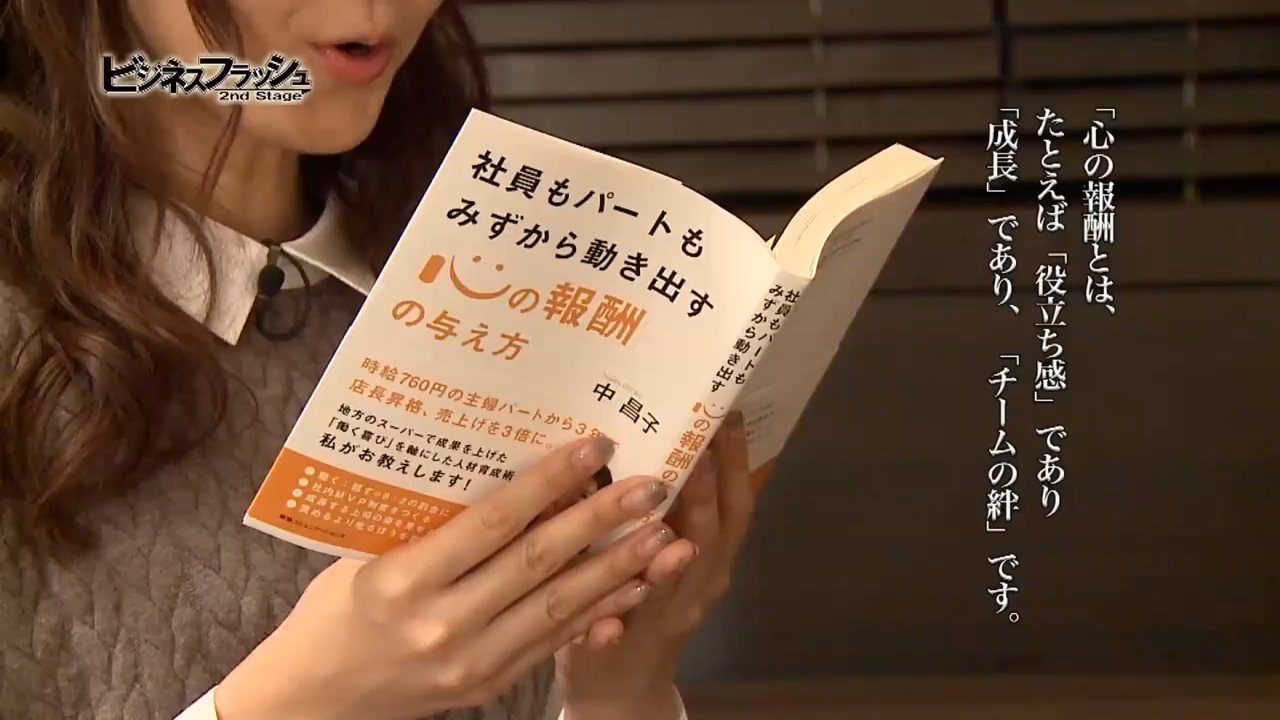 ビジネスフラッシュ
2nd Stage
「心の報酬とは、
たとえば「役立ち感」であり
「成長」であり、「チームの絆」です。
社員もパートも
みずから動き出す
心の報酬
の与え方
中 昌子
時給760円の主婦パートから3年
店長昇格、売上げを3倍に。
地方のスーパーで成果を上げた
「働く喜び」を軸にした人材育成術
私がお教えします!
社員もパートも
みずから動き出す
心の報酬の